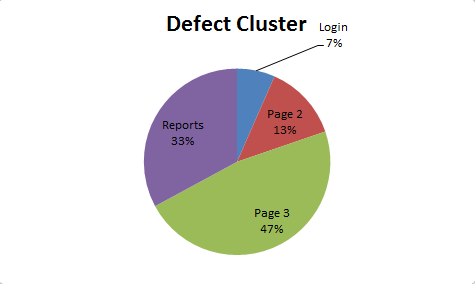 Defect Cluster
Login
7%
Page 2
13%
Reports
33%
Page 3
47%